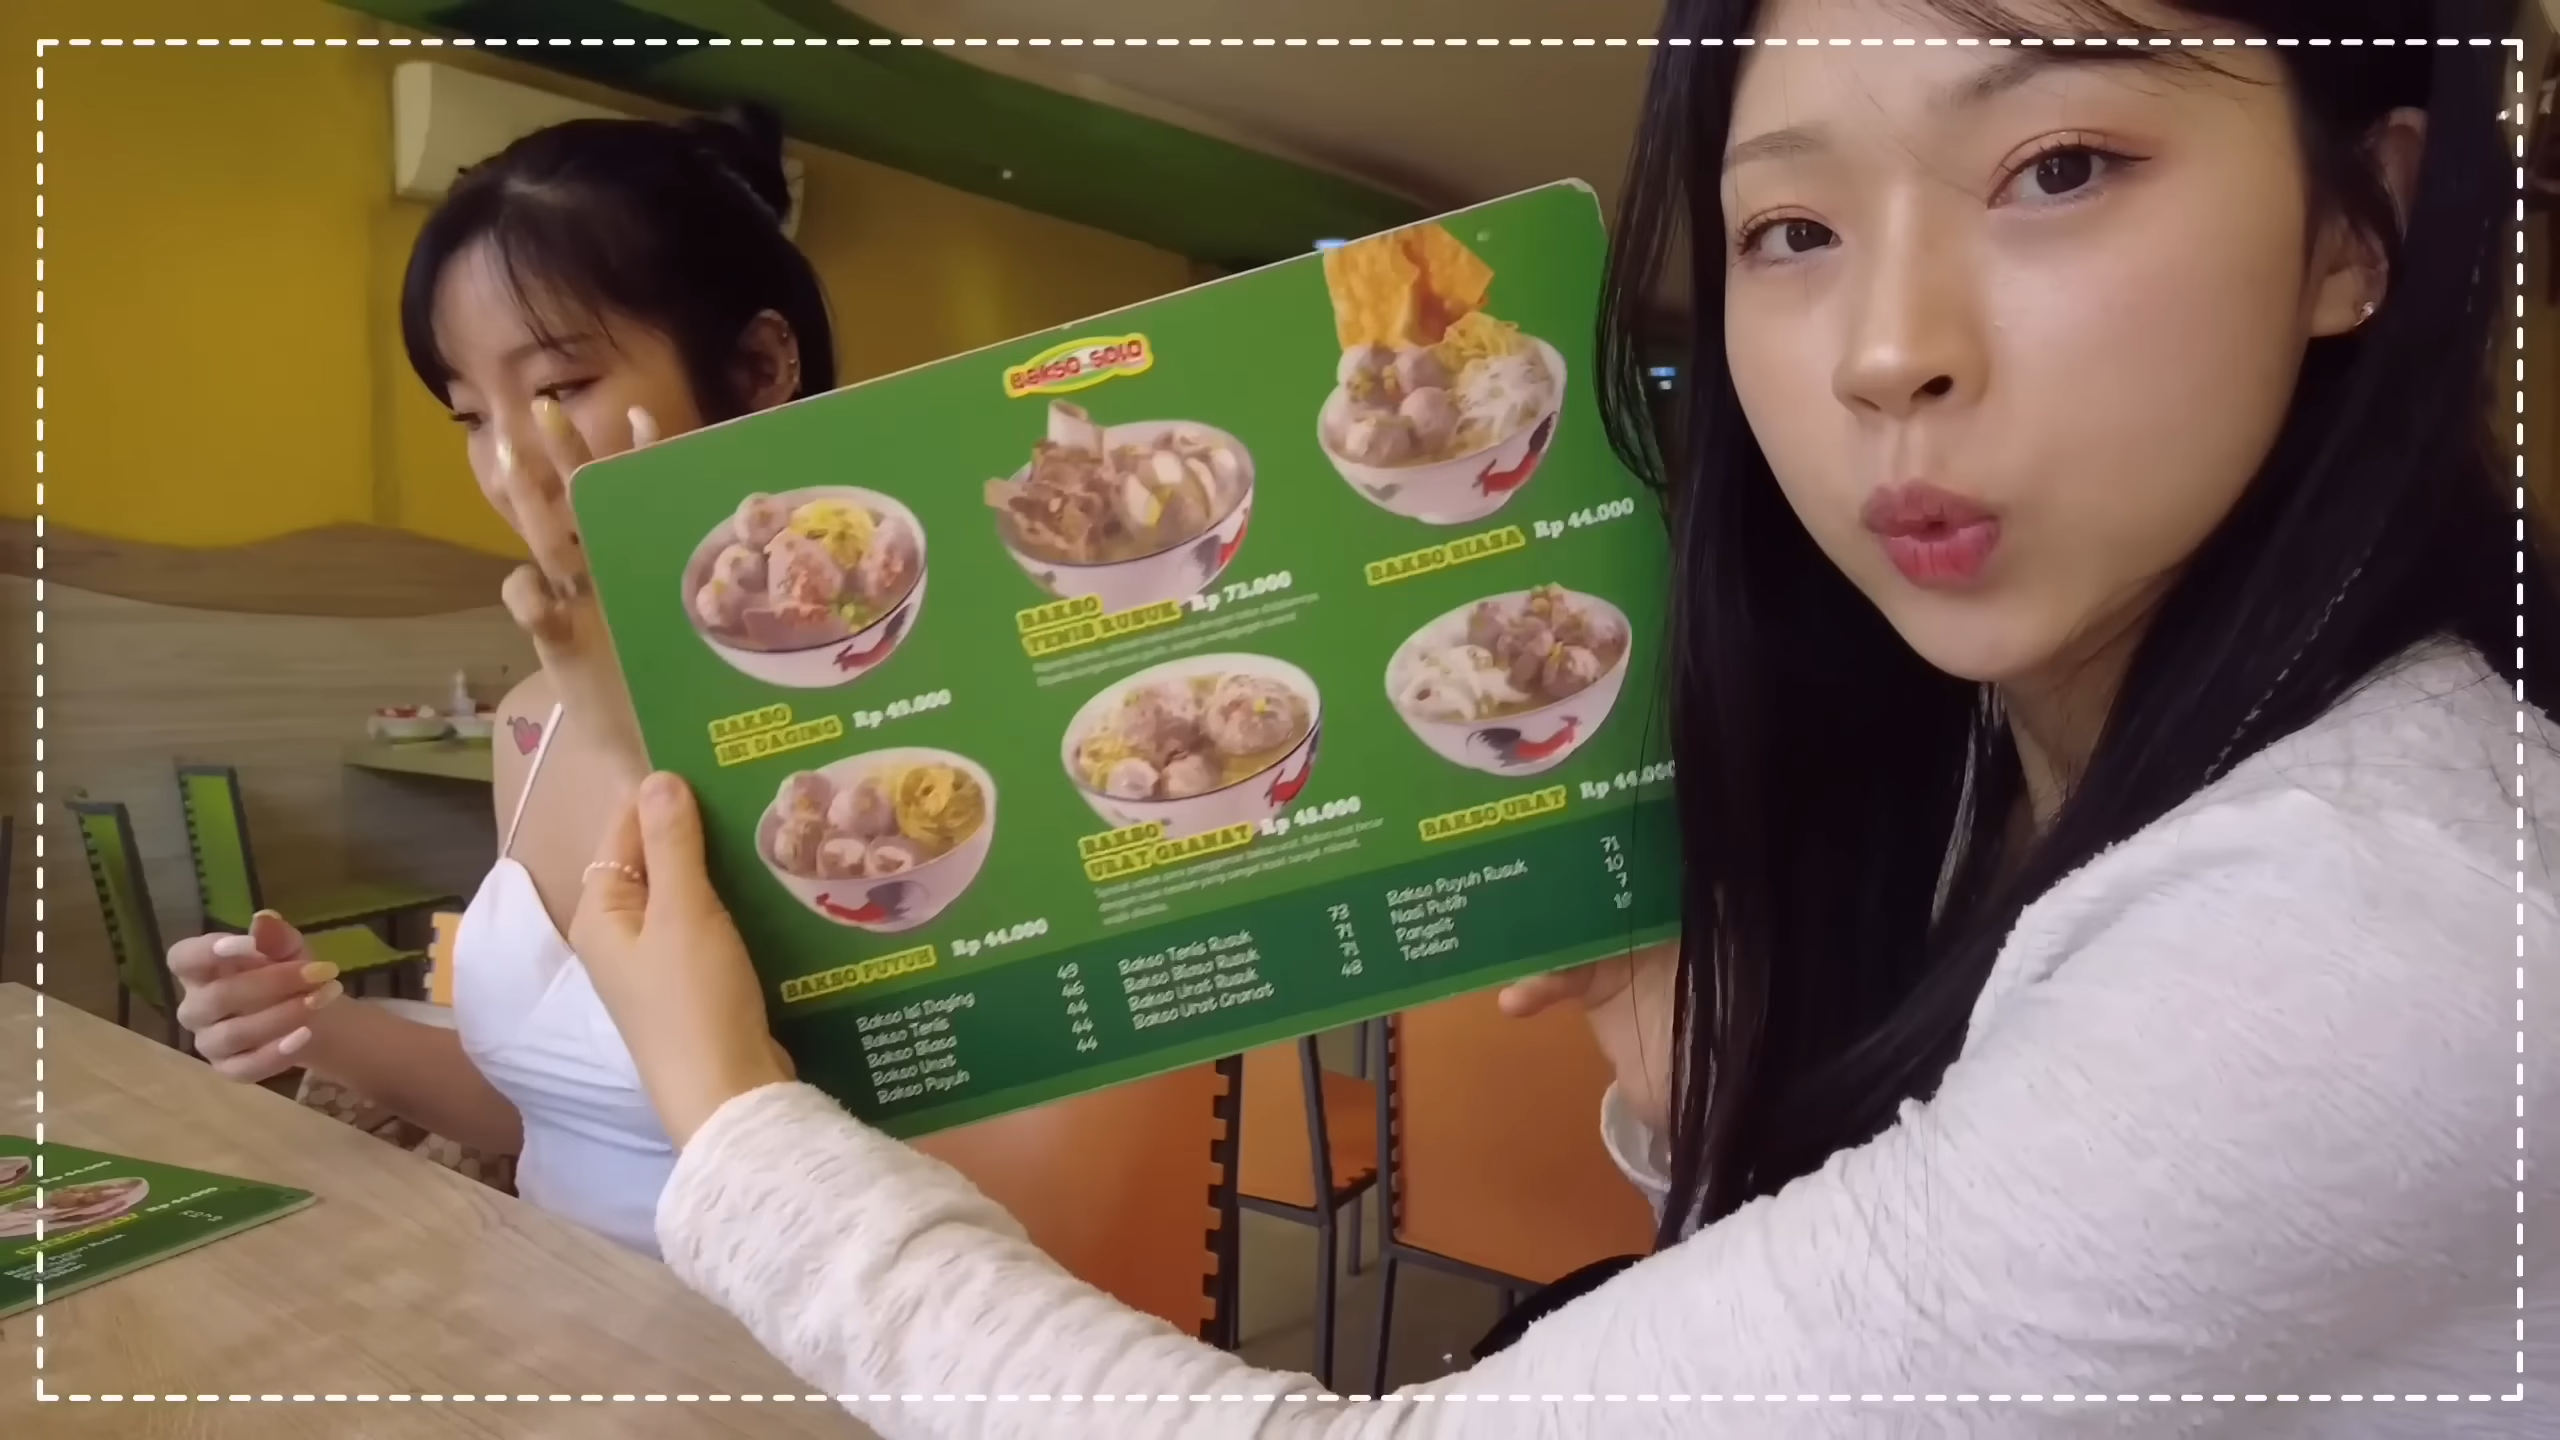 BAKSO SOLO
BAKSO BIASA Rp 44.000
BAKSO
TENIS RUSUK Rp 73.000
BAKSO
ISI DAGING Rp 49.000
BAKSO URAT Rp 44.000
BAKSO
URAT GRANAT Rp 48.000
BAKSO PUYUH Rp 44.000
Bakso Isi Daging 49
Bakso Tenis 46
Bakso Biasa 44
Bakso Urat 44
Bakso Puyuh 44
Bakso Tenis Rusuk 73
Bakso Biasa Rusuk 71
Bakso Urat Rusuk 71
Bakso Urat Granat 48
Bakso Puyuh Rusuk 71
Nasi Putih 10
Pangsit 7
Tetelan 10